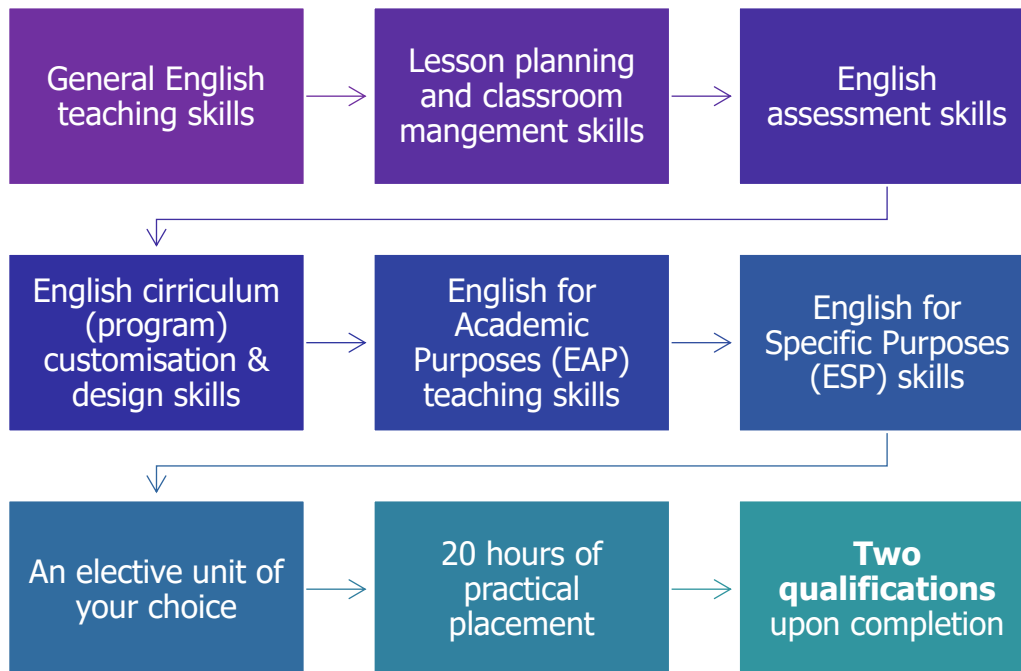 General English
teaching skills
Lesson planning
and classroom
mangement skills
English
assessment skills
English cirriculum
(program)
customisation &
design skills
English for
Academic
Purposes (EAP)
teaching skills
English for
Specific Purposes
(ESP) skills
An elective unit of
your choice
20 hours of
practical
placement
Two
qualifications
upon completion